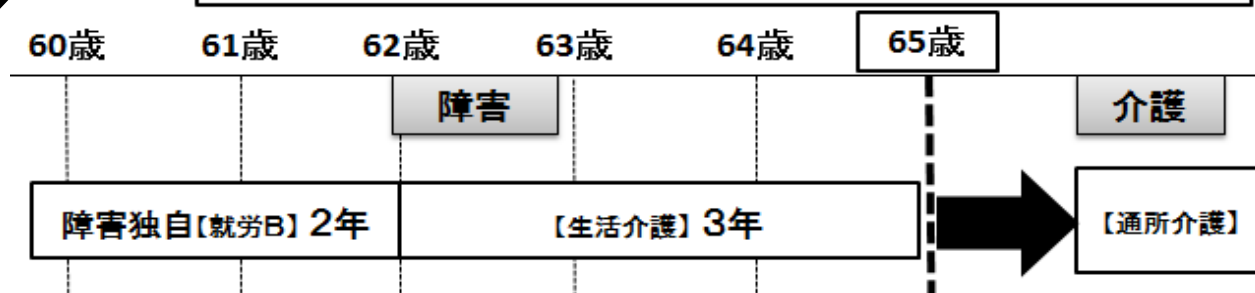 60歳 61歳 62歳 63歳 64歳 65歳
障害 介護
障害独自【就労B】2年 【生活介護】3年 【通所介護】